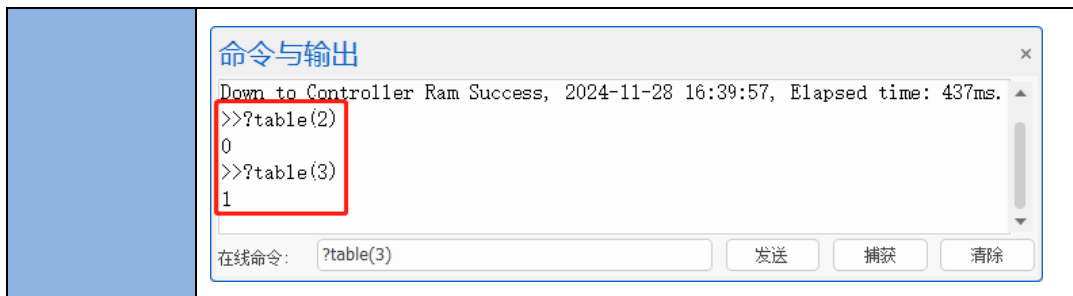 命令与输出
Down to Controller Ram Success, 2024-11-28 16:39:57, Elapsed time: 437ms.
>>?table(2)
0
>>?table(3)
1
在线命令: ?table(3) 发送 捕获 清除